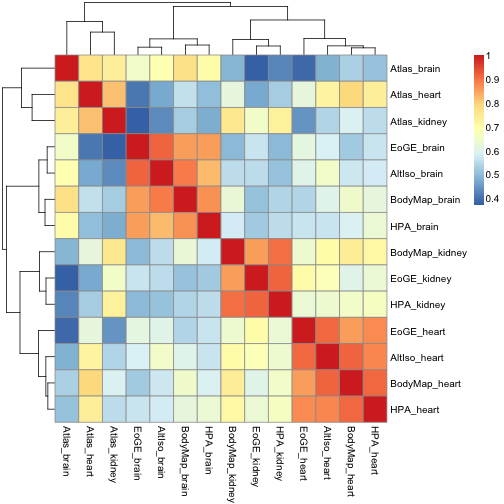 Atlas_brain
Atlas_heart
Atlas_kidney
EoGE_brain
AltIso_brain
BodyMap_brain
HPA_brain
BodyMap_kidney
EoGE_kidney
HPA_kidney
EoGE_heart
AltIso_heart
BodyMap_heart
HPA_heart
1
0.9
0.8
0.7
0.6
0.5
0.4
Atlas_brain
Atlas_heart
Atlas_kidney
EoGE_brain
AltIso_brain
BodyMap_brain
HPA_brain
BodyMap_kidney
EoGE_kidney
HPA_kidney
EoGE_heart
AltIso_heart
BodyMap_heart
HPA_heart